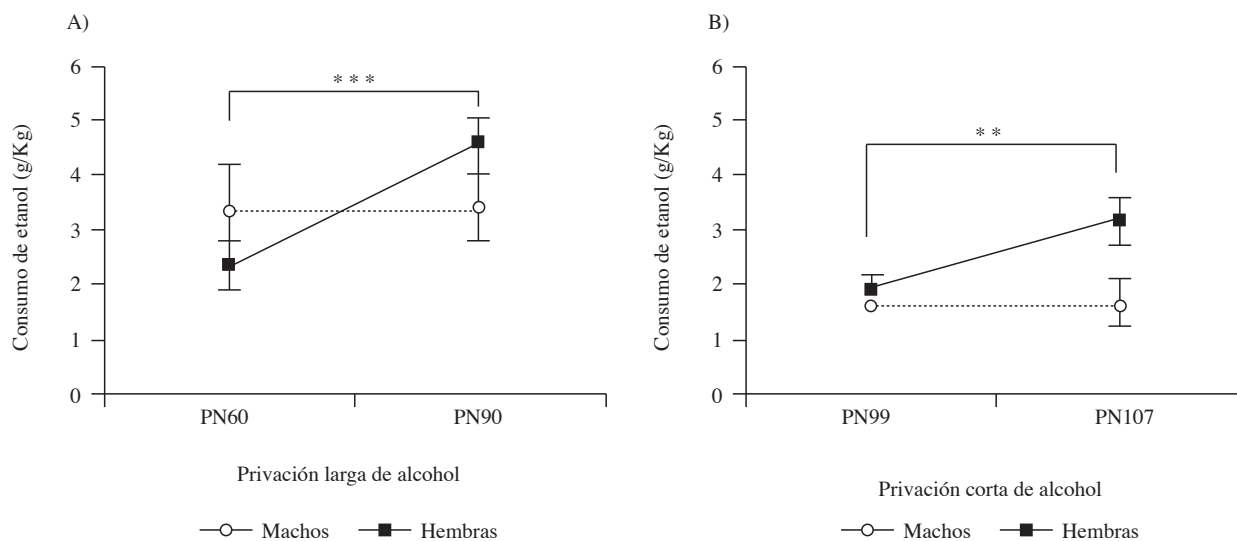 A)
Consumo de etanol (g/Kg)
6
5
4
3
2
1
0
* * *
PN60 PN90
Privación larga de alcohol
Machos Hembras
B)
Consumo de etanol (g/Kg)
6
5
4
3
2
1
0
* *
PN99 PN107
Privación corta de alcohol
Machos Hembras